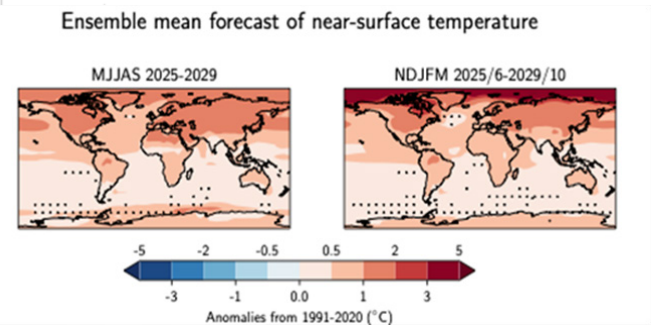 Ensemble mean forecast of near-surface temperature
MJJAS 2025-2029
NDJFM 2025/6-2029/10
-5 -2 -0.5 0.5 2 5
-3 -1 0.0 1 3
Anomalies from 1991-2020 (°C)